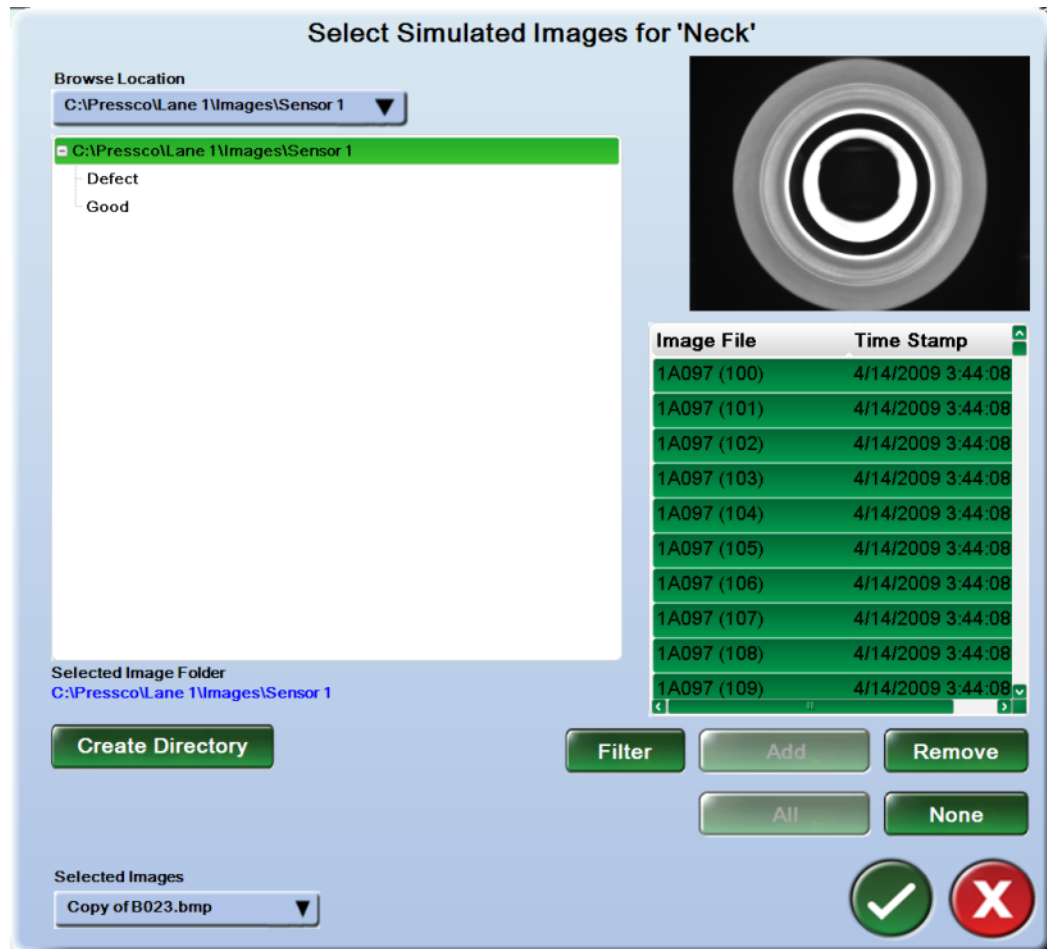 Select Simulated Images for 'Neck'
Browse Location
C:\Pressco\Lane 1\Images\Sensor 1
C:\Pressco\Lane 1\Images\Sensor 1
Defect
Good
Image File Time Stamp
1A097 (100) 4/14/2009 3:44:08
1A097 (101) 4/14/2009 3:44:08
1A097 (102) 4/14/2009 3:44:08
1A097 (103) 4/14/2009 3:44:08
1A097 (104) 4/14/2009 3:44:08
1A097 (105) 4/14/2009 3:44:08
1A097 (106) 4/14/2009 3:44:08
1A097 (107) 4/14/2009 3:44:08
1A097 (108) 4/14/2009 3:44:08
1A097 (109) 4/14/2009 3:44:08
Selected Image Folder
C:\Pressco\Lane 1\Images\Sensor 1
Create Directory
Filter
Add
Remove
All
None
Selected Images
Copy of B023.bmp